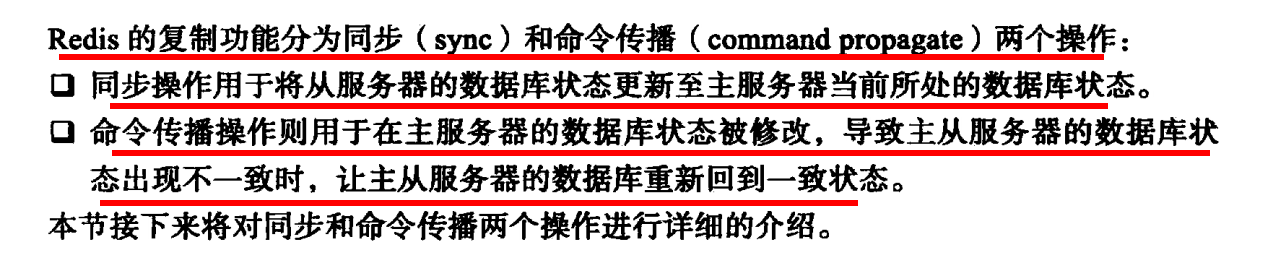 Redis 的复制功能分为同步（sync）和命令传播（command propagate）两个操作：
❑ 同步操作用于将从服务器的数据库状态更新至主服务器当前所处的数据库状态。
❑ 命令传播操作则用于在主服务器的数据库状态被修改，导致主从服务器的数据库状
态出现不一致时，让主从服务器的数据库重新回到一致状态。
本节接下来将对同步和命令传播两个操作进行详细的介绍。